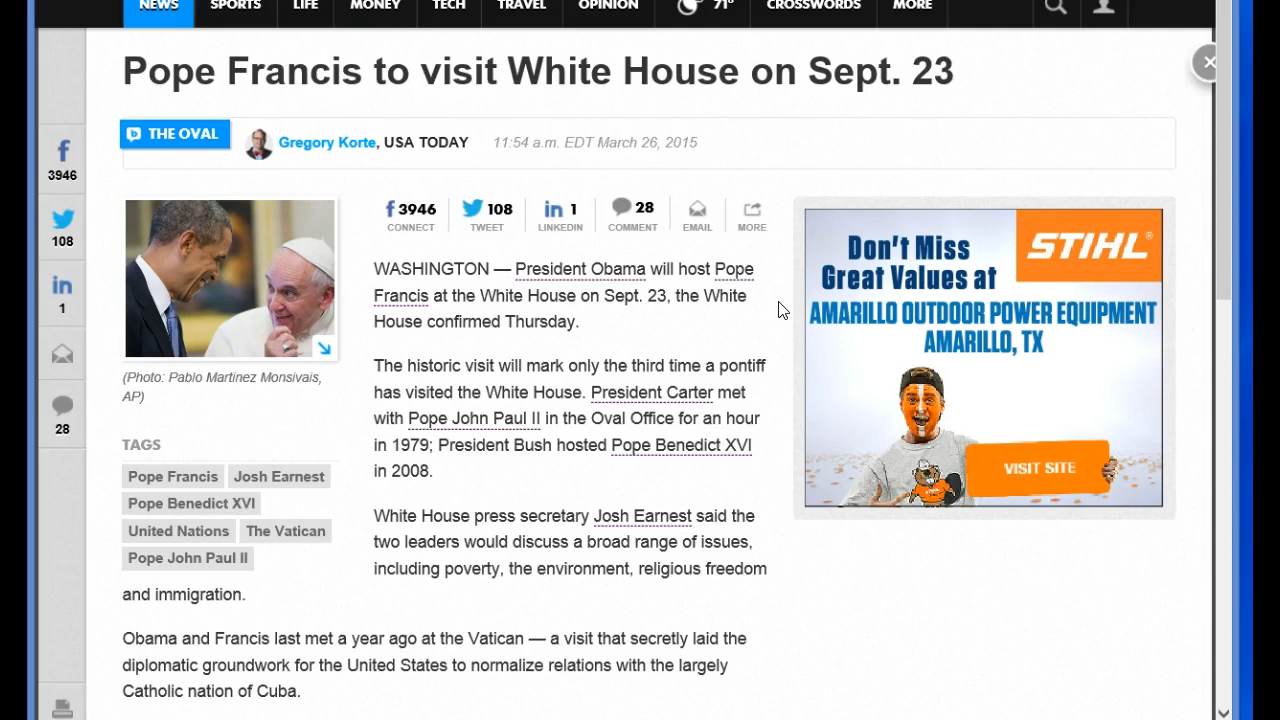 NEWS SPORTS LIFE MONEY TECH TRAVEL OPINION 71° CROSSWORDS MORE
Pope Francis to visit White House on Sept. 23
THE OVAL
Gregory Korte, USA TODAY 11:54 a.m. EDT March 26, 2015
3946
108
1
28
(Photo: Pablo Martinez Monsivais,
AP)
TAGS
Pope Francis Josh Earnest
Pope Benedict XVI
United Nations The Vatican
Pope John Paul II
3946 108 in 1 28
CONNECT TWEET LINKEDIN COMMENT EMAIL MORE
WASHINGTON — President Obama will host Pope
Francis at the White House on Sept. 23, the White
House confirmed Thursday.
The historic visit will mark only the third time a pontiff
has visited the White House. President Carter met
with Pope John Paul II in the Oval Office for an hour
in 1979; President Bush hosted Pope Benedict XVI
in 2008.
White House press secretary Josh Earnest said the
two leaders would discuss a broad range of issues,
including poverty, the environment, religious freedom
and immigration.
Obama and Francis last met a year ago at the Vatican — a visit that secretly laid the
diplomatic groundwork for the United States to normalize relations with the largely
Catholic nation of Cuba.
Don't Miss
Great Values at
STIHL®
AMARILLO OUTDOOR POWER EQUIPMENT
AMARILLO, TX
VISIT SITE